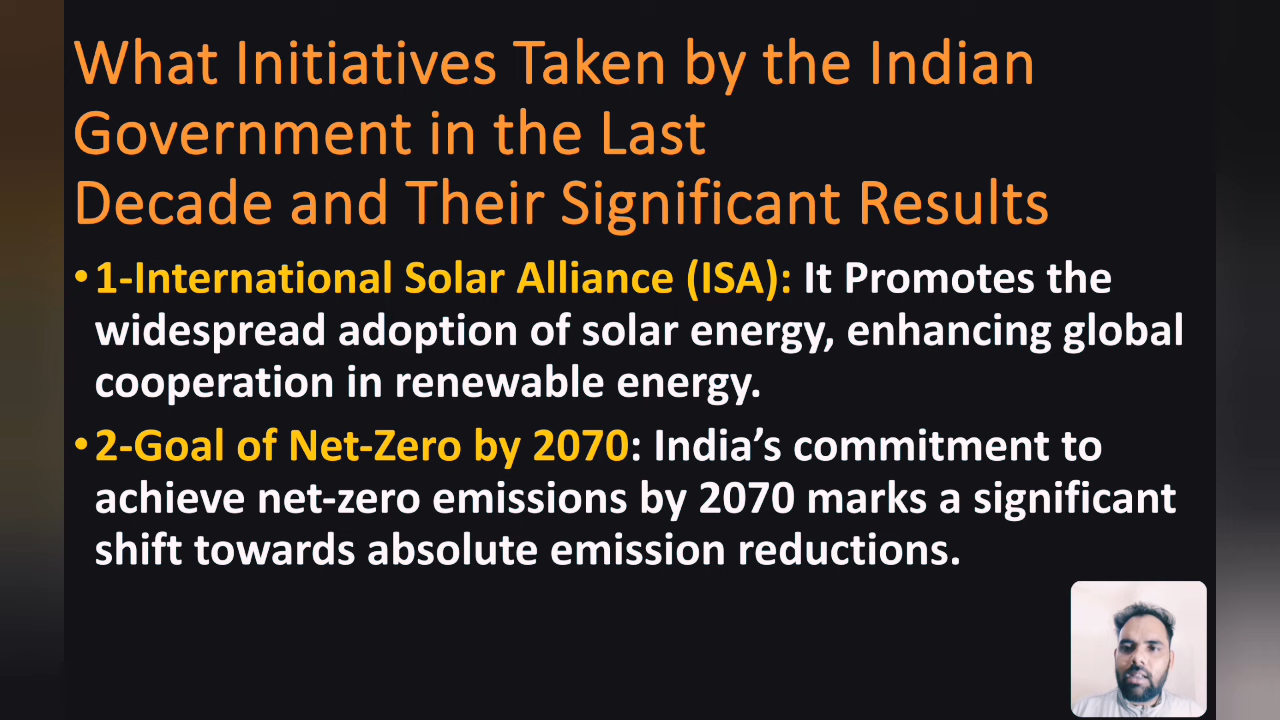 What Initiatives Taken by the Indian
Government in the Last
Decade and Their Significant Results
•1-International Solar Alliance (ISA): It Promotes the
widespread adoption of solar energy, enhancing global
cooperation in renewable energy.
•2-Goal of Net-Zero by 2070: India’s commitment to
achieve net-zero emissions by 2070 marks a significant
shift towards absolute emission reductions.